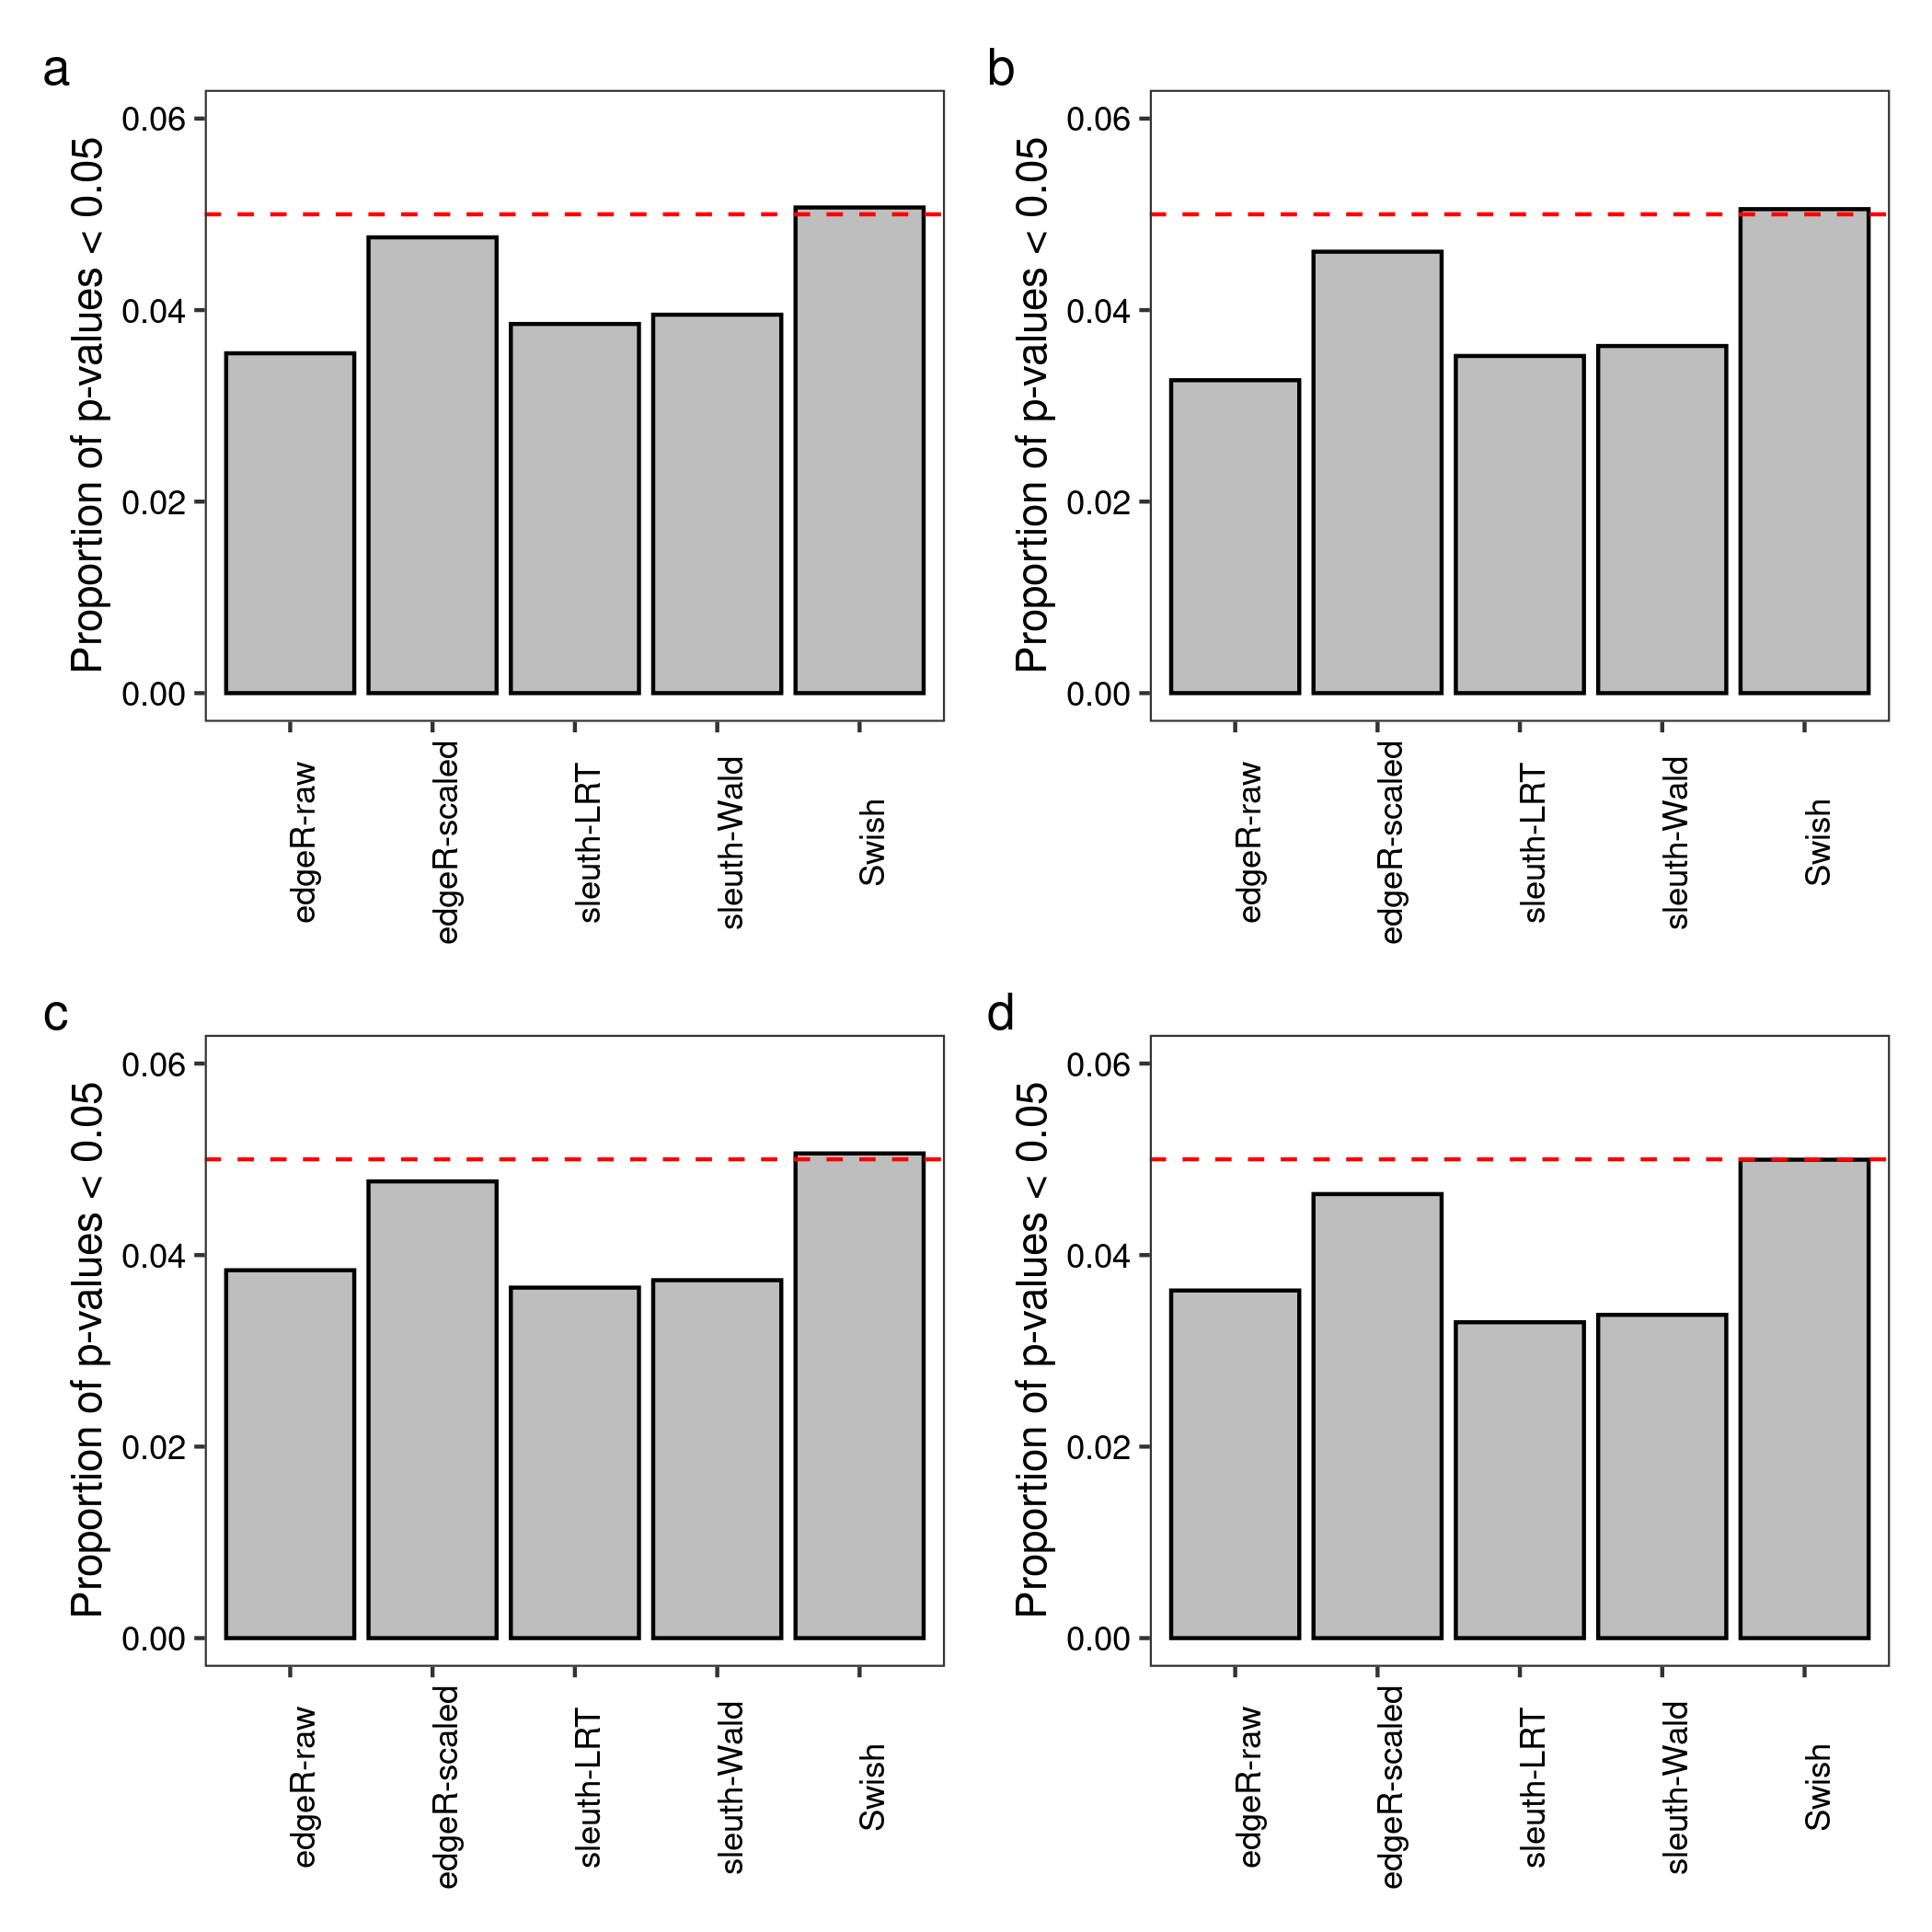 a
Proportion of p-values < 0.05
0.06
0.04
0.02
0.00
edgeR-raw
edgeR-scaled
sleuth-LRT
sleuth-Wald
Swish
b
Proportion of p-values < 0.05
0.06
0.04
0.02
0.00
edgeR-raw
edgeR-scaled
sleuth-LRT
sleuth-Wald
Swish
c
Proportion of p-values < 0.05
0.06
0.04
0.02
0.00
edgeR-raw
edgeR-scaled
sleuth-LRT
sleuth-Wald
Swish
d
Proportion of p-values < 0.05
0.06
0.04
0.02
0.00
edgeR-raw
edgeR-scaled
sleuth-LRT
sleuth-Wald
Swish